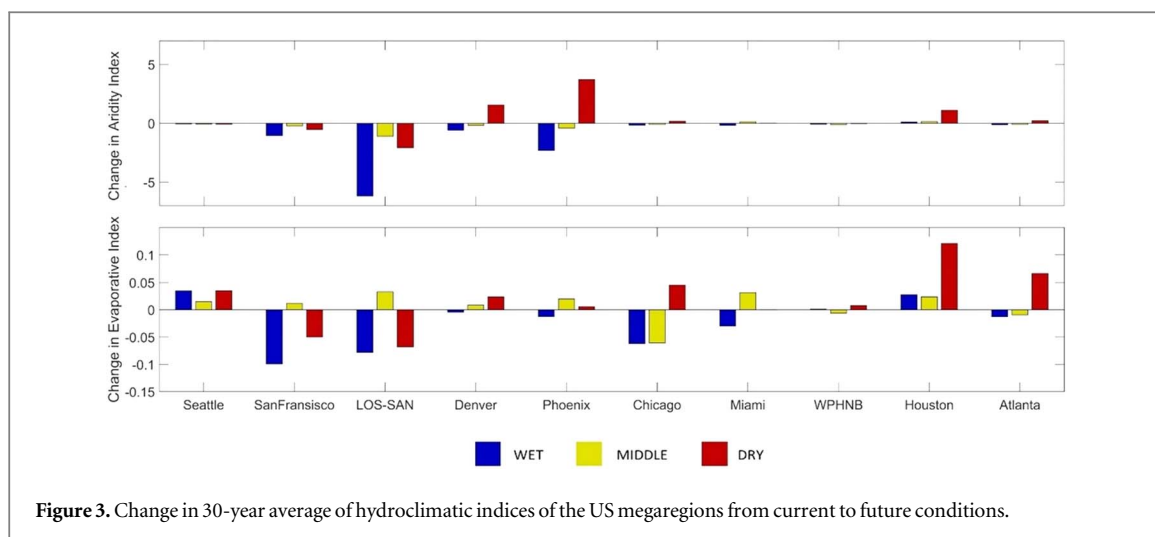 Change in Aridity Index
5
0
-5
Change in Evaporative Index
0.1
0.05
0
-0.05
-0.1
-0.15
Seattle SanFransisco LOS-SAN Denver Phoenix Chicago Miami WPHNB Houston Atlanta
WET MIDDLE DRY
Figure 3. Change in 30-year average of hydroclimatic indices of the US megaregions from current to future conditions.